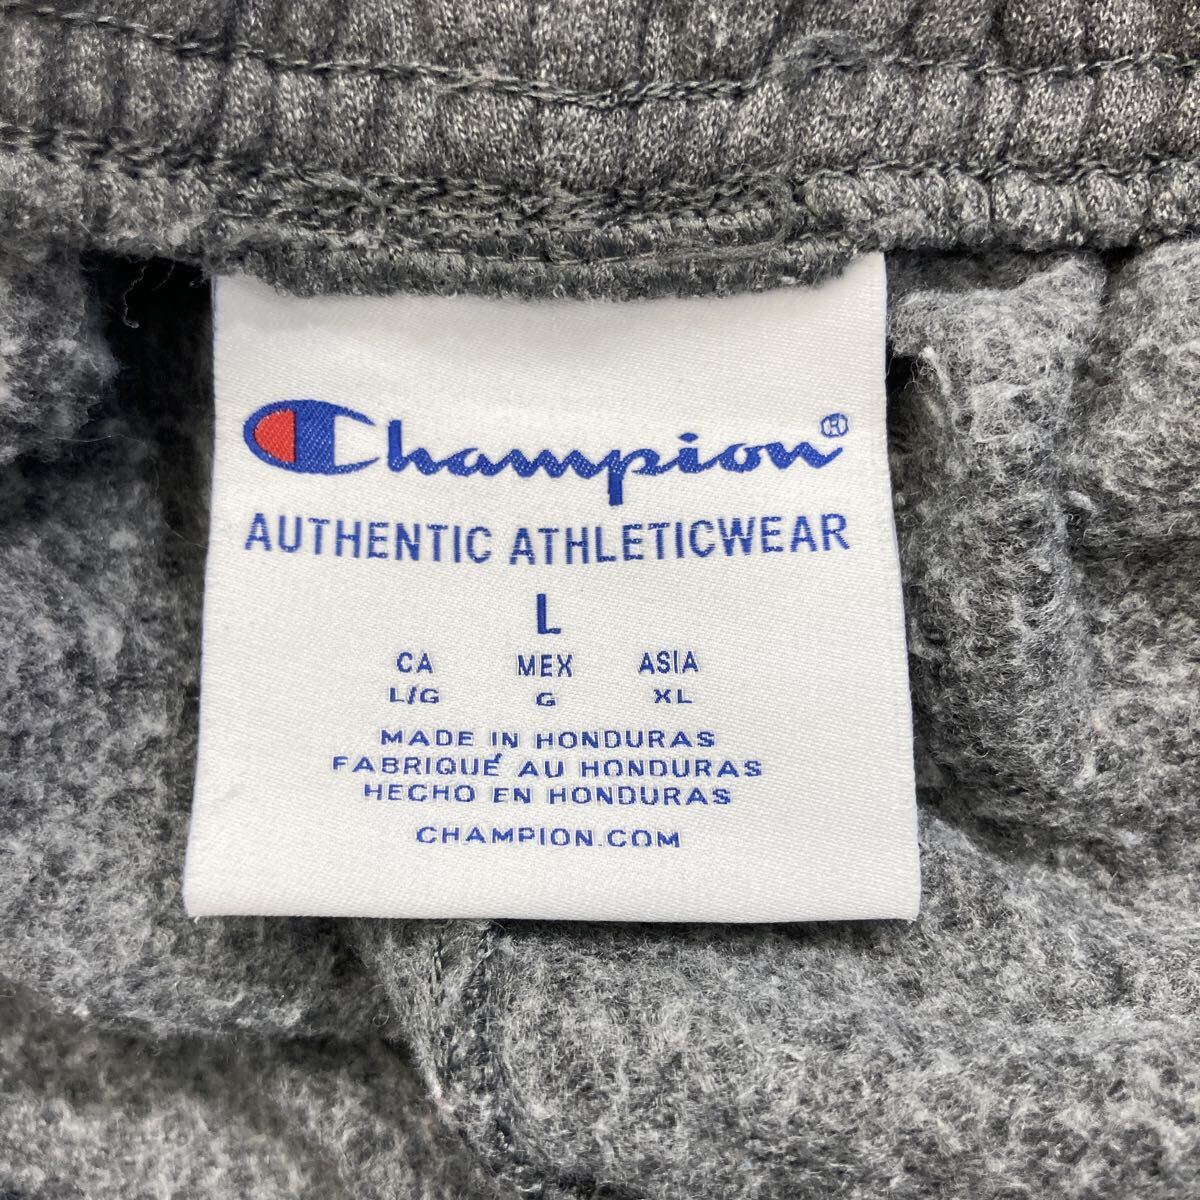 Champion®
AUTHENTIC ATHLETICWEAR
L
CA MEX ASIA
L/G G XL
MADE IN HONDURAS
FABRIQUÉ AU HONDURAS
HECHO EN HONDURAS
CHAMPION.COM